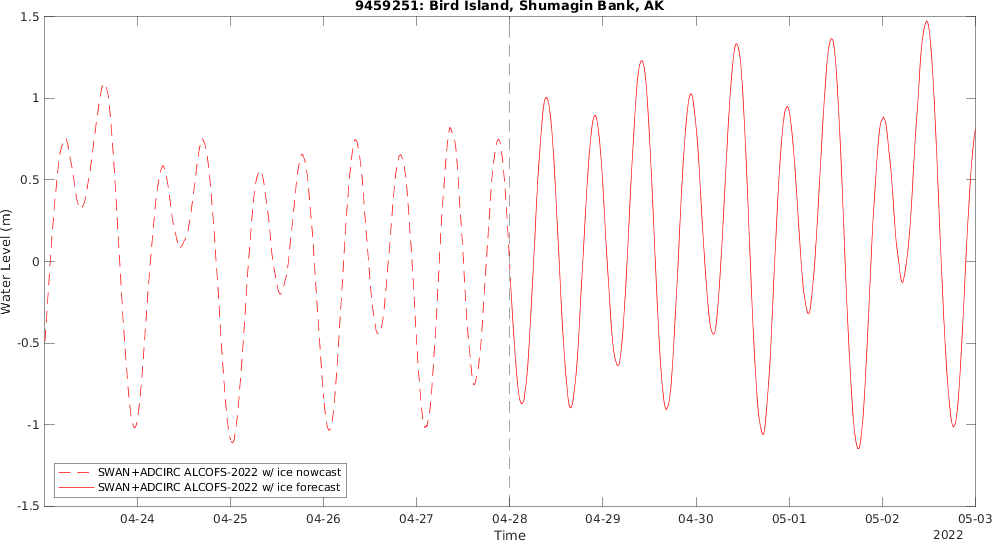 9459251: Bird Island, Shumagin Bank, AK
1.5
1
0.5
0
-0.5
-1
-1.5
Water Level (m)
SWAN+ADCIRC ALCOFS-2022 w/ ice nowcast
SWAN+ADCIRC ALCOFS-2022 w/ ice forecast
04-24 04-25 04-26 04-27 04-28 04-29 04-30 05-01 05-02 05-03
Time
2022